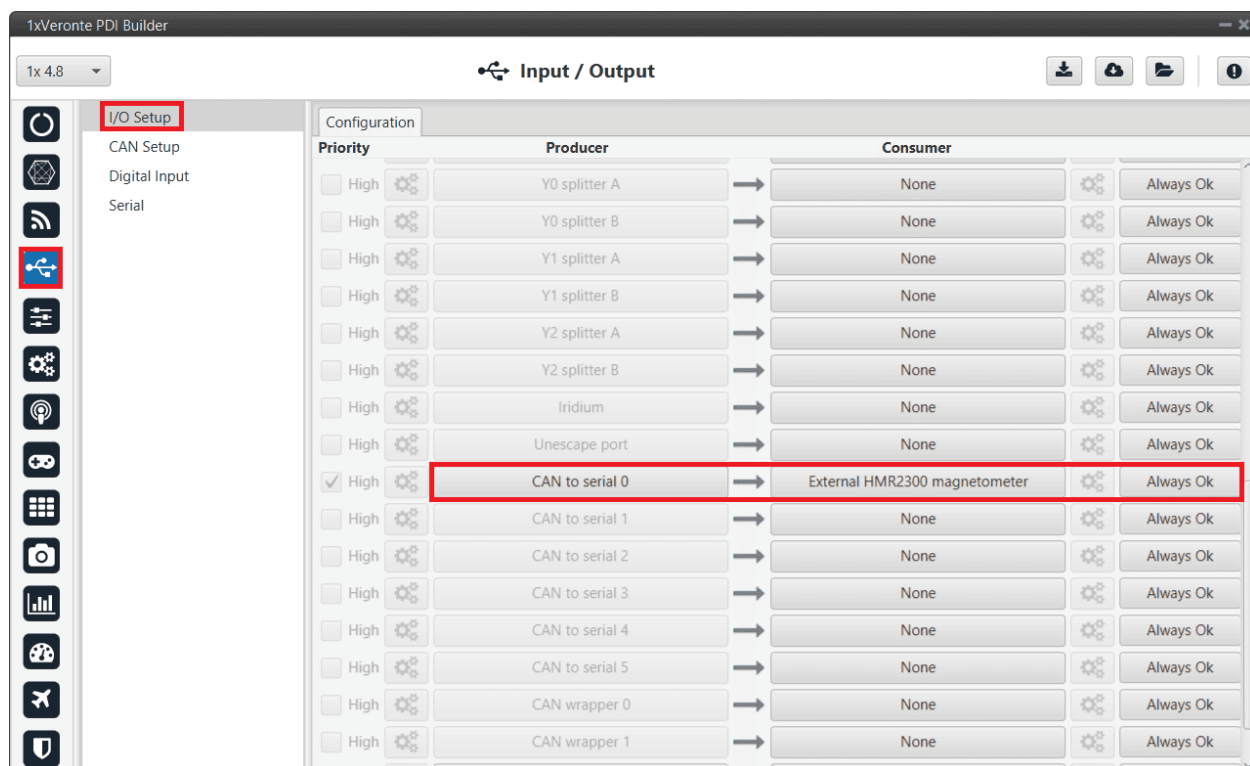 1xVeronte PDI Builder
1x 4.8
Input / Output
I/O Setup
CAN Setup
Digital Input
Serial
Configuration
Priority Producer Consumer
High Y0 splitter A None Always Ok
High Y0 splitter B None Always Ok
High Y1 splitter A None Always Ok
High Y1 splitter B None Always Ok
High Y2 splitter A None Always Ok
High Y2 splitter B None Always Ok
High Iridium None Always Ok
High Unescape port None Always Ok
High CAN to serial 0 External HMR2300 magnetometer Always Ok
High CAN to serial 1 None Always Ok
High CAN to serial 2 None Always Ok
High CAN to serial 3 None Always Ok
High CAN to serial 4 None Always Ok
High CAN to serial 5 None Always Ok
High CAN wrapper 0 None Always Ok
High CAN wrapper 1 None Always Ok